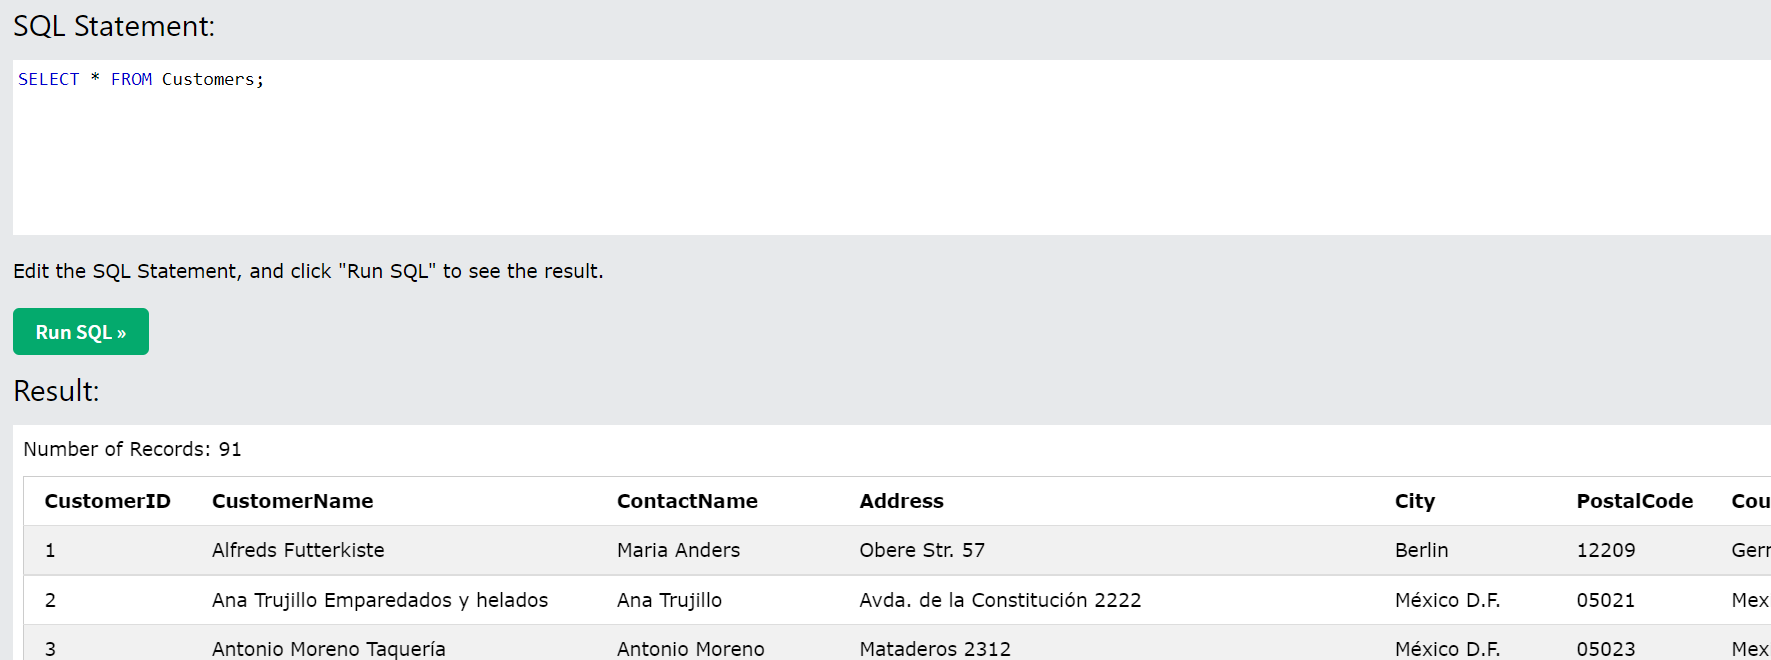 SQL Statement:
SELECT * FROM Customers;
Edit the SQL Statement, and click "Run SQL" to see the result.
Run SQL »
Result:
Number of Records: 91
CustomerID CustomerName ContactName Address City PostalCode Cou
1 Alfreds Futterkiste Maria Anders Obere Str. 57 Berlin 12209 Ger
2 Ana Trujillo Emparedados y helados Ana Trujillo Avda. de la Constitución 2222 México D.F. 05021 Mex
3 Antonio Moreno Taquería Antonio Moreno Mataderos 2312 México D.F. 05023 Mex